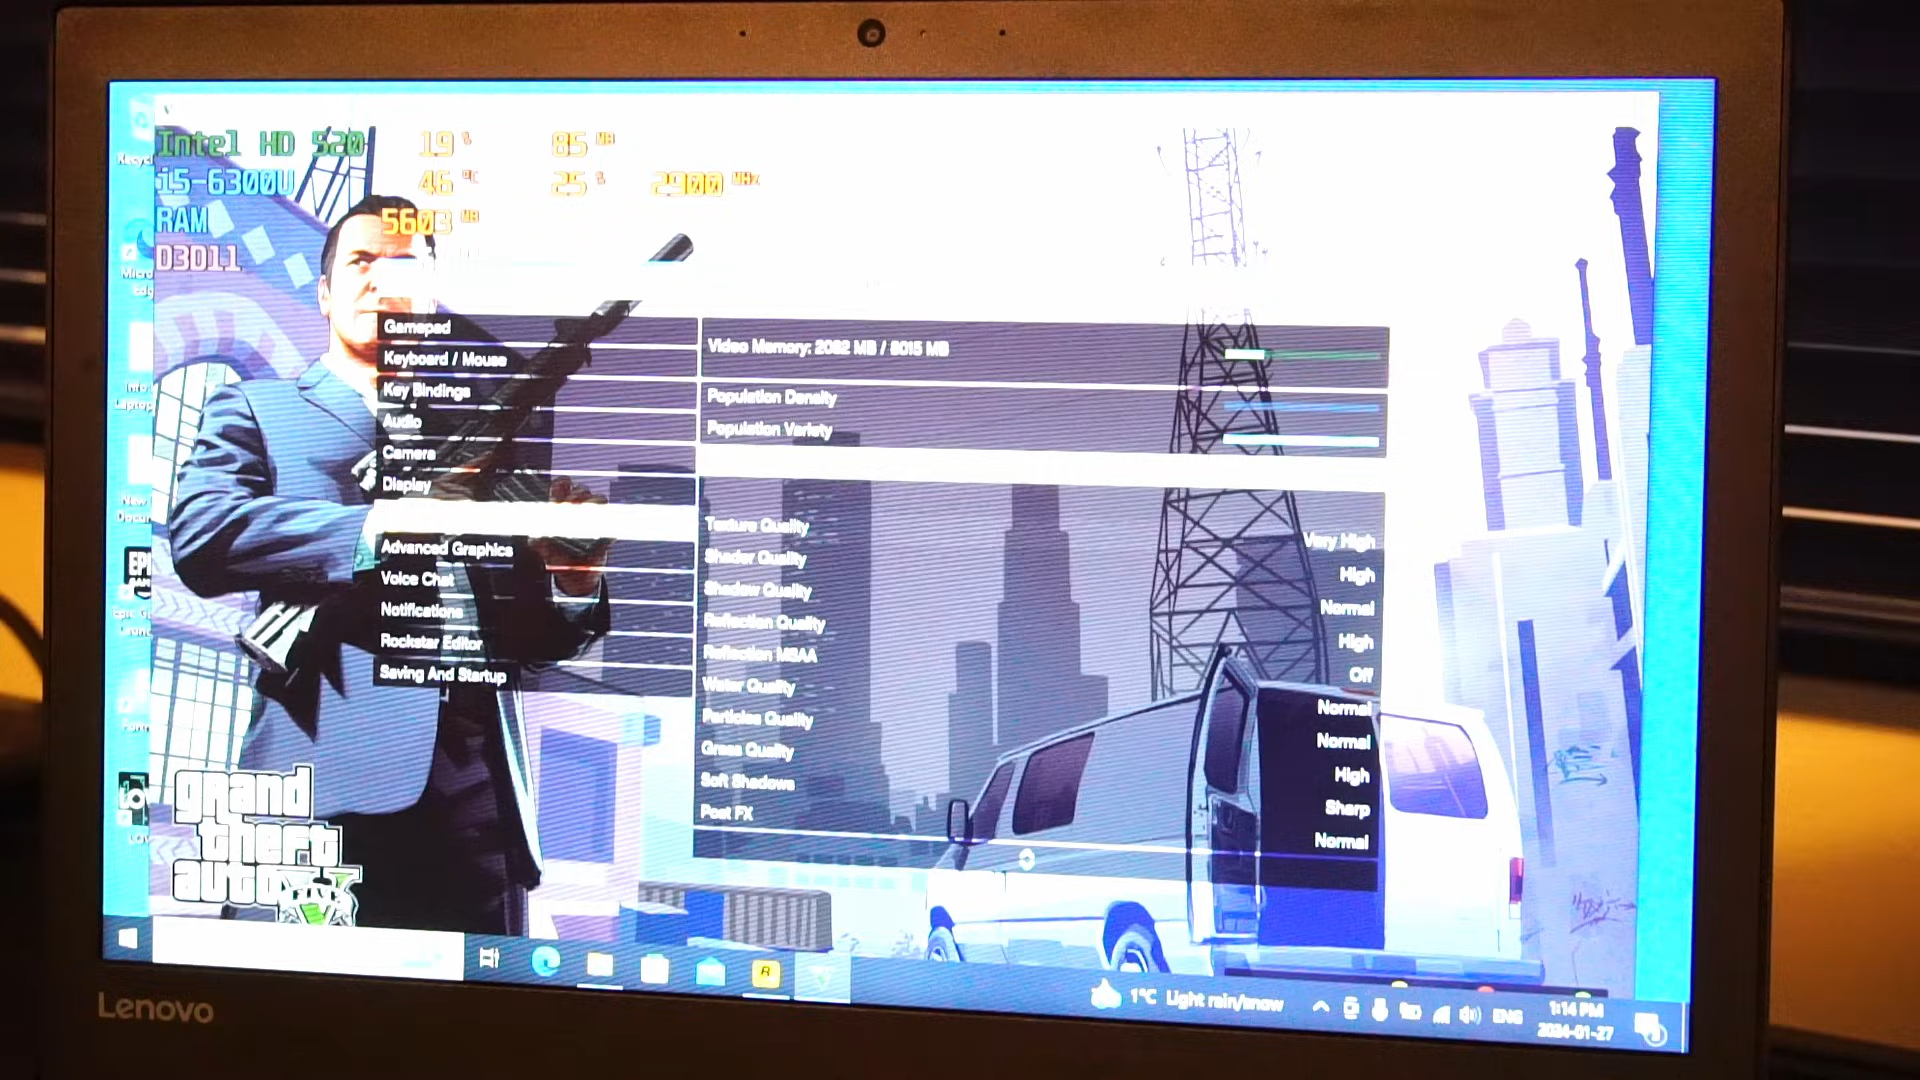 Intel HD 520 19 % 85 MB
i5-6300U 46 °C 25 % 2900 MHz
RAM 5603 MB
D3D11
Gamepad
Keyboard / Mouse
Key Bindings
Audio
Camera
Display
Advanced Graphics
Voice Chat
Notifications
Rockstar Editor
Saving And Startup
Video Memory: 2082 MB / 8015 MB
Population Density
Population Variety
Texture Quality Very High
Shader Quality High
Shadow Quality Normal
Reflection Quality High
Reflection MSAA Off
Water Quality Normal
Particles Quality Normal
Grass Quality High
Soft Shadows Sharp
Post FX Normal
grand
theft
auto
1°C Light rain/snow ENG 1:14 PM
2024-01-27
Lenovo